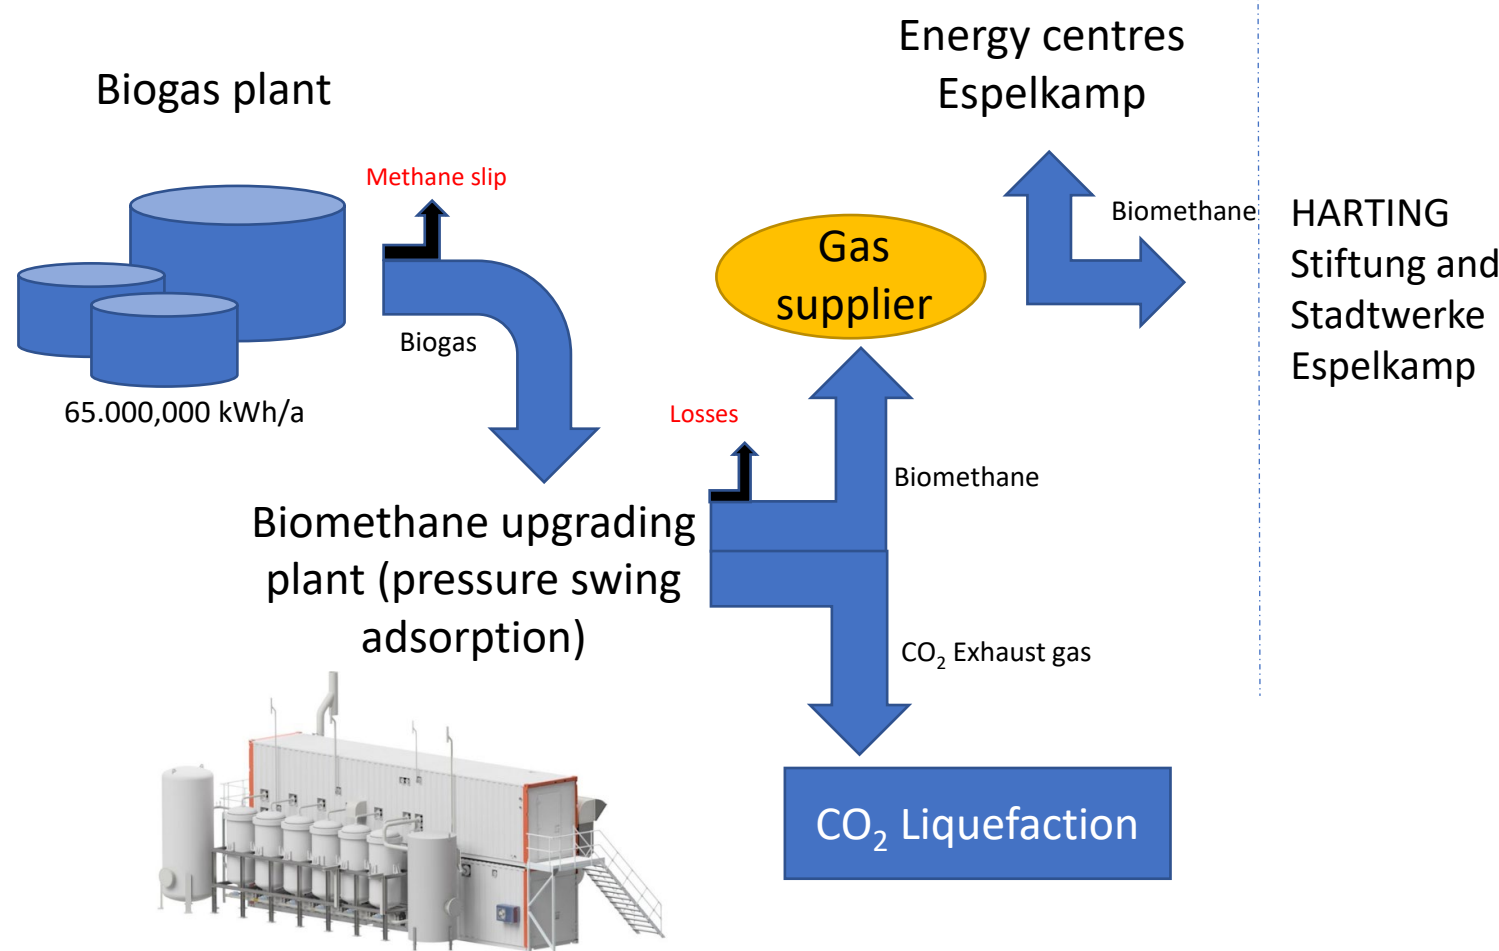 Biogas plant
Methane slip
Biogas
65.000,000 kWh/a
Biomethane upgrading
plant (pressure swing
adsorption)
Losses
Gas
supplier
Biomethane
CO₂ Exhaust gas
CO₂ Liquefaction
Energy centres
Espelkamp
Biomethane
HARTING
Stiftung and
Stadtwerke
Espelkamp